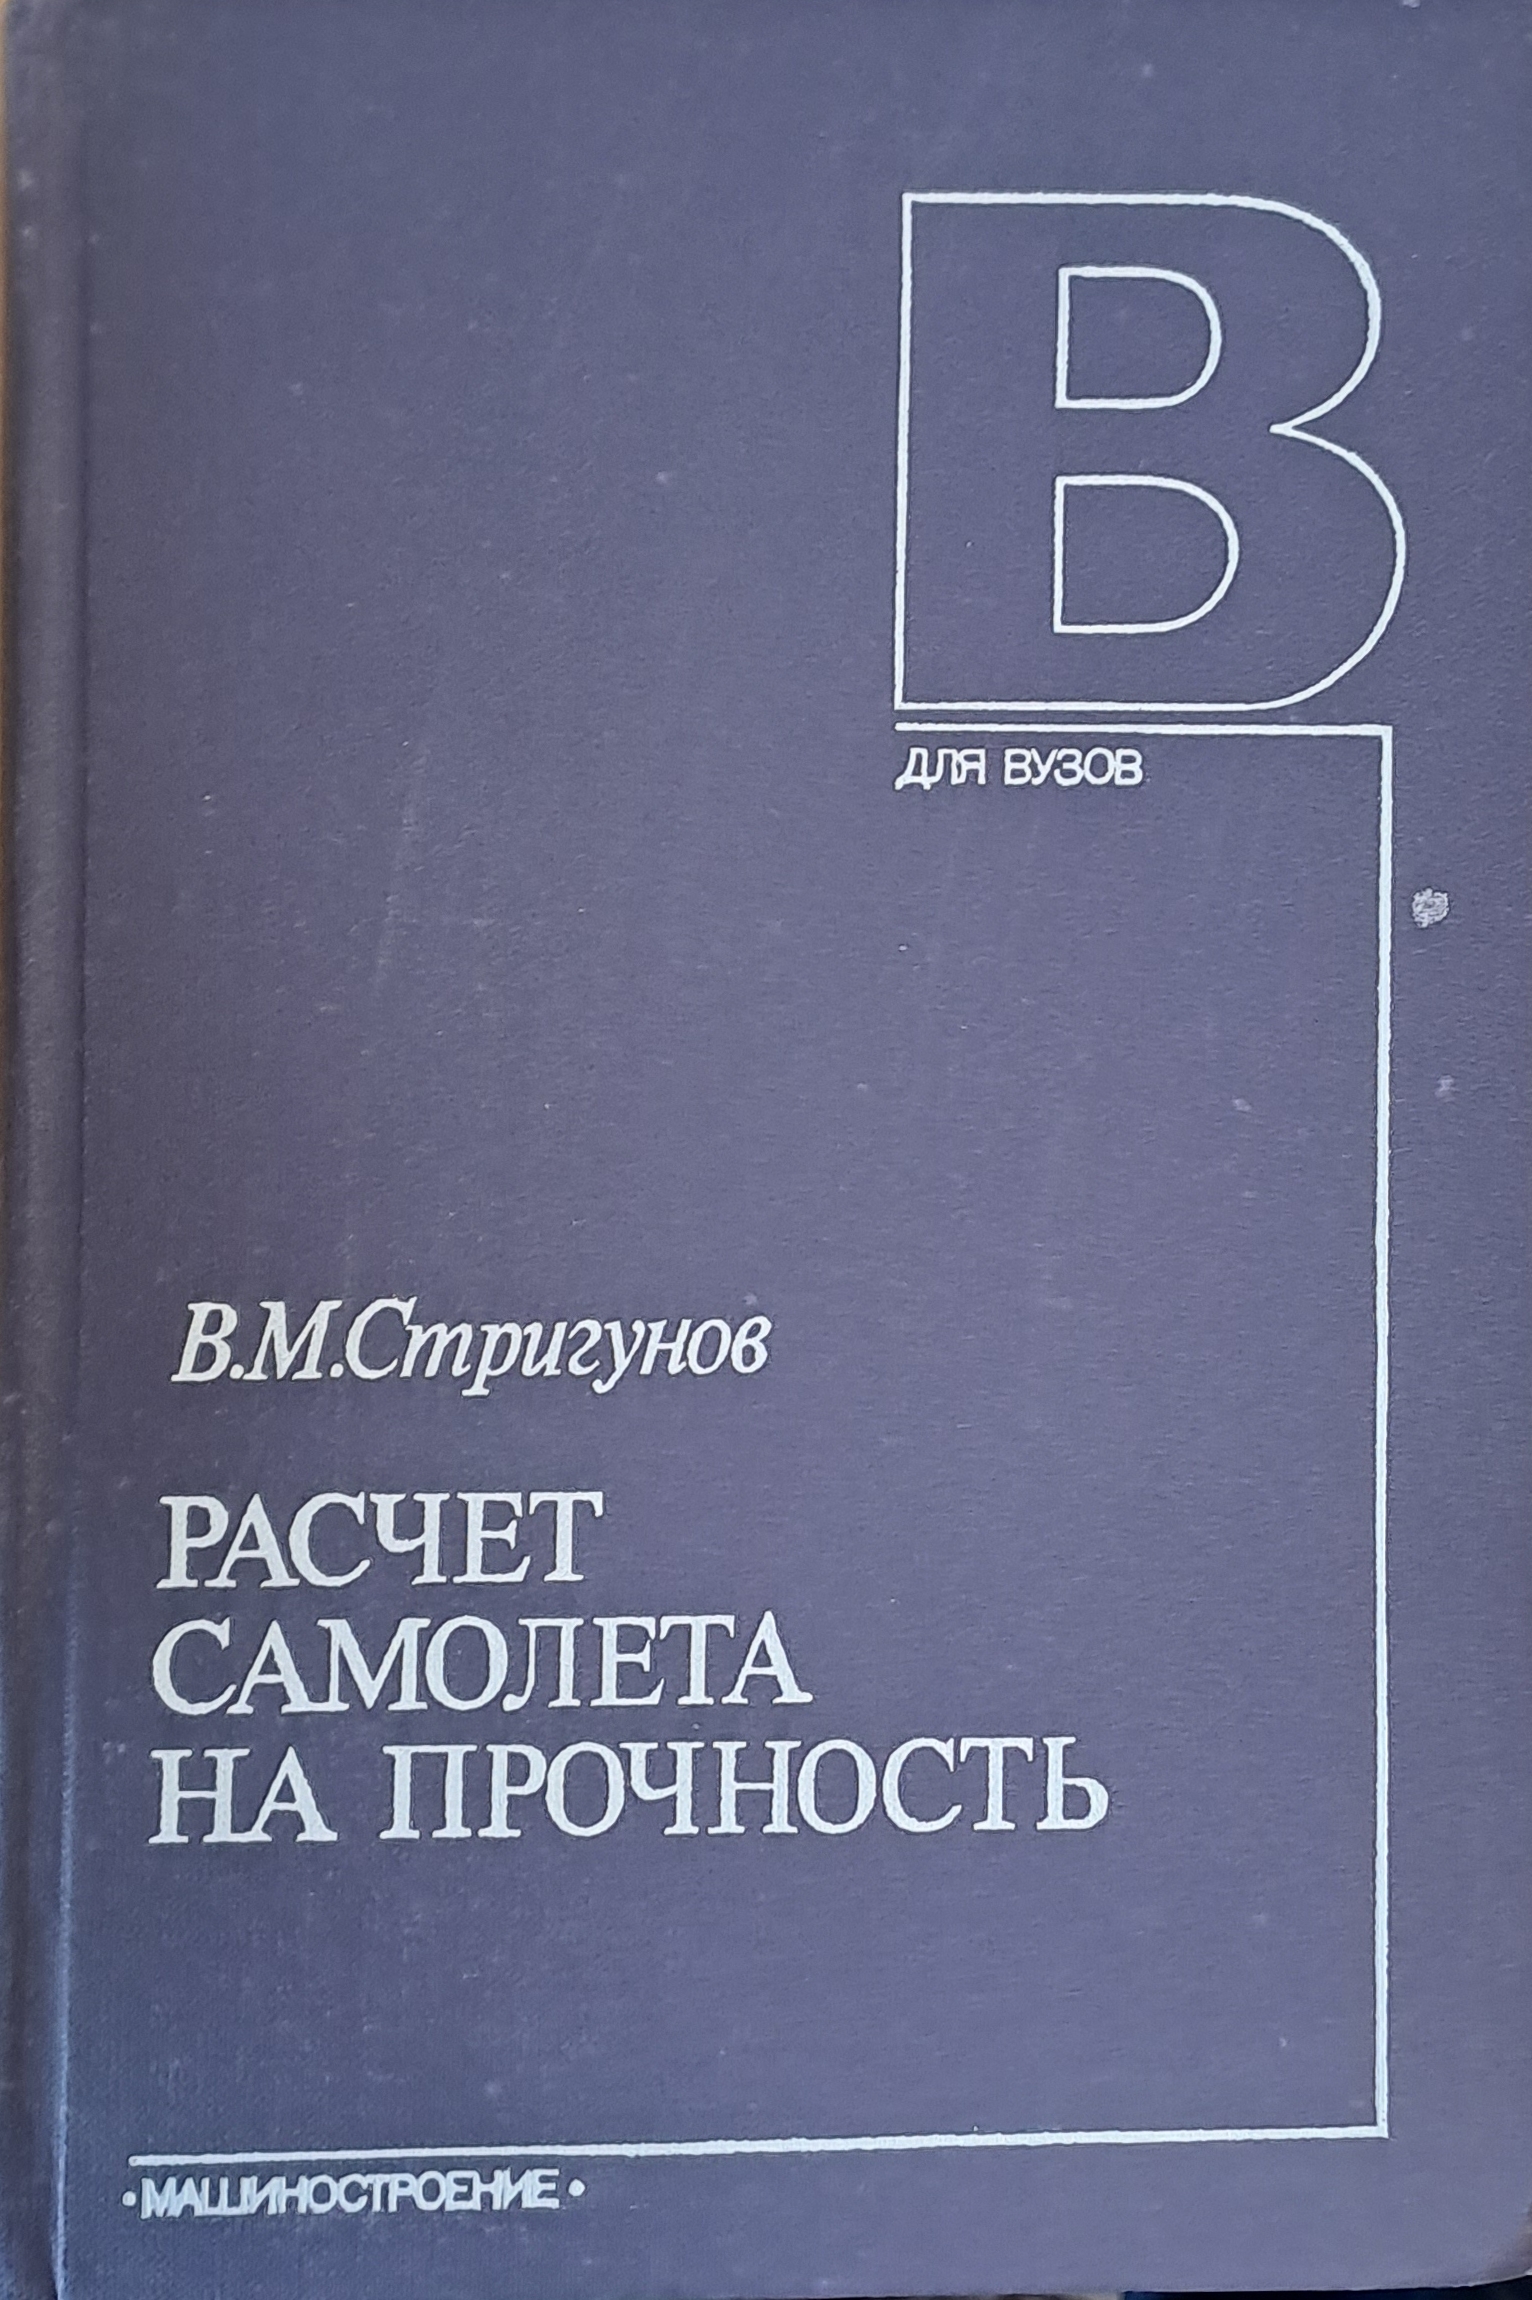 В
ДЛЯ ВУЗОВ
В.М.Стригунов
РАСЧЕТ
САМОЛЕТА
НА ПРОЧНОСТЬ
•МАШИНОСТРОЕНИЕ•